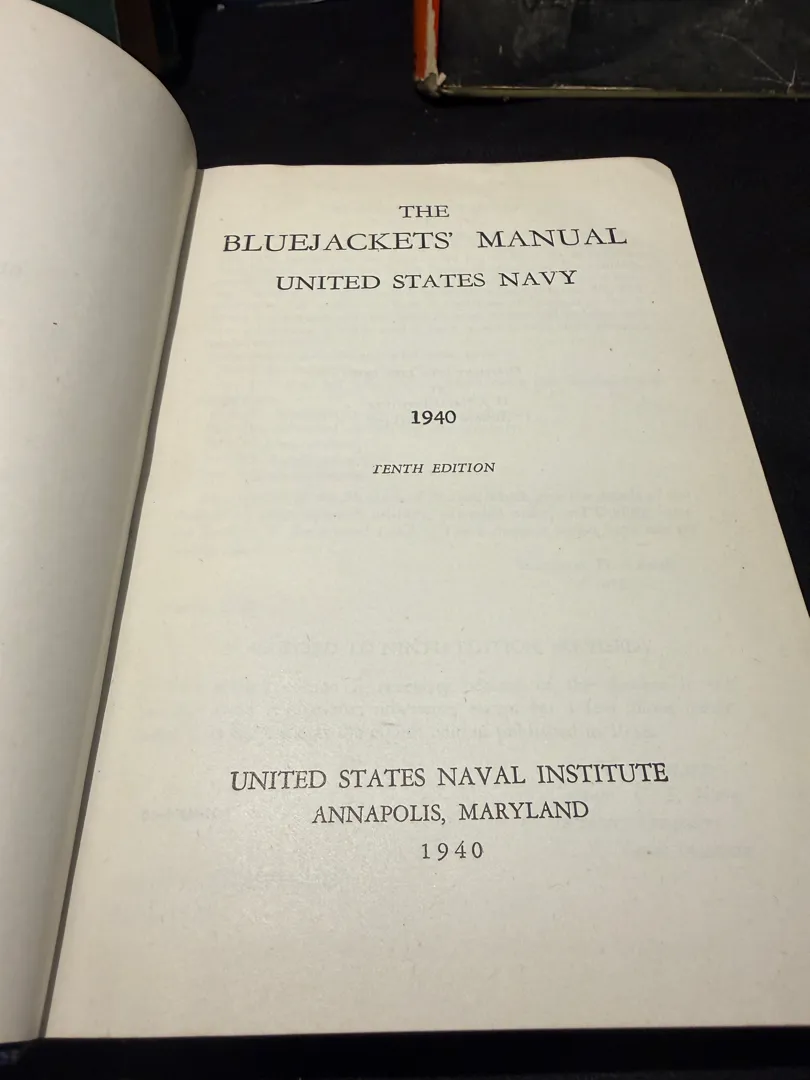 THE
BLUEJACKETS' MANUAL
UNITED STATES NAVY
1940
TENTH EDITION
UNITED STATES NAVAL INSTITUTE
ANNAPOLIS, MARYLAND
1940